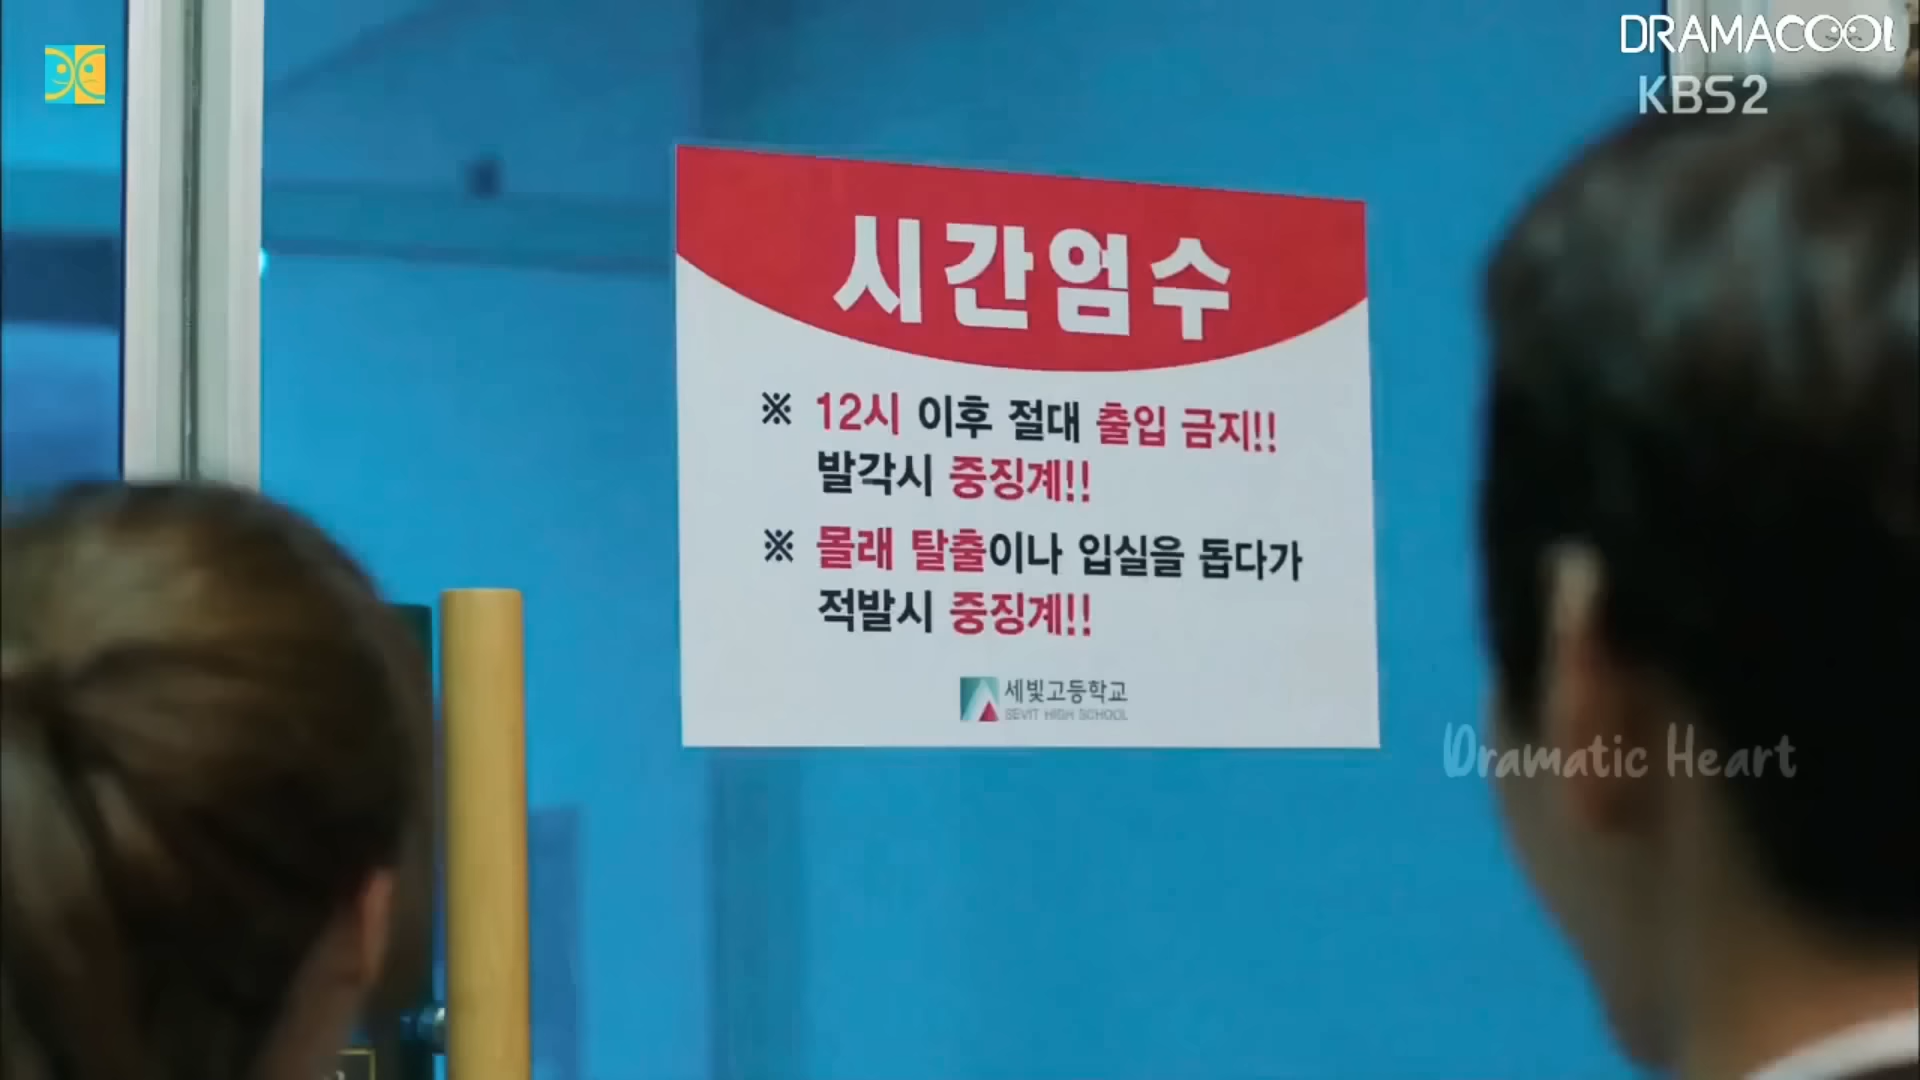 DRAMACOOL
KBS2
시간엄수
※ 12시 이후 절대 출입 금지!!
발각시 중징계!!
※ 몰래 탈출이나 입실을 돕다가
적발시 중징계!!
세빛고등학교
SEVIT HIGH SCHOOL
Dramatic Heart